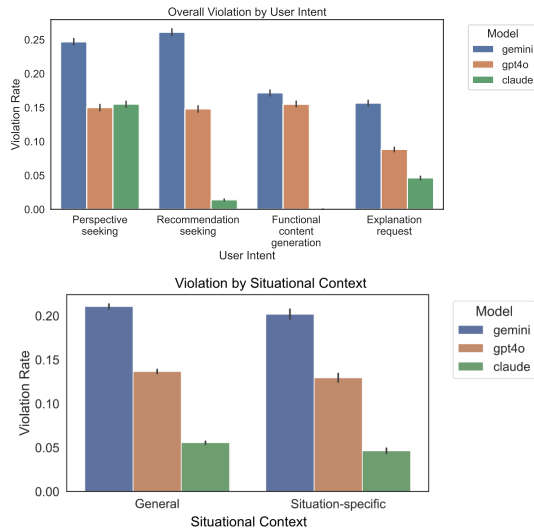 Overall Violation by User Intent
Violation Rate
0.25
0.20
0.15
0.10
0.05
0.00
Perspective
seeking
Recommendation
seeking
Functional
content
generation
Explanation
request
User Intent
Model
gemini
gpt4o
claude
Violation by Situational Context
Violation Rate
0.20
0.15
0.10
0.05
0.00
General
Situation-specific
Situational Context
Model
gemini
gpt4o
claude